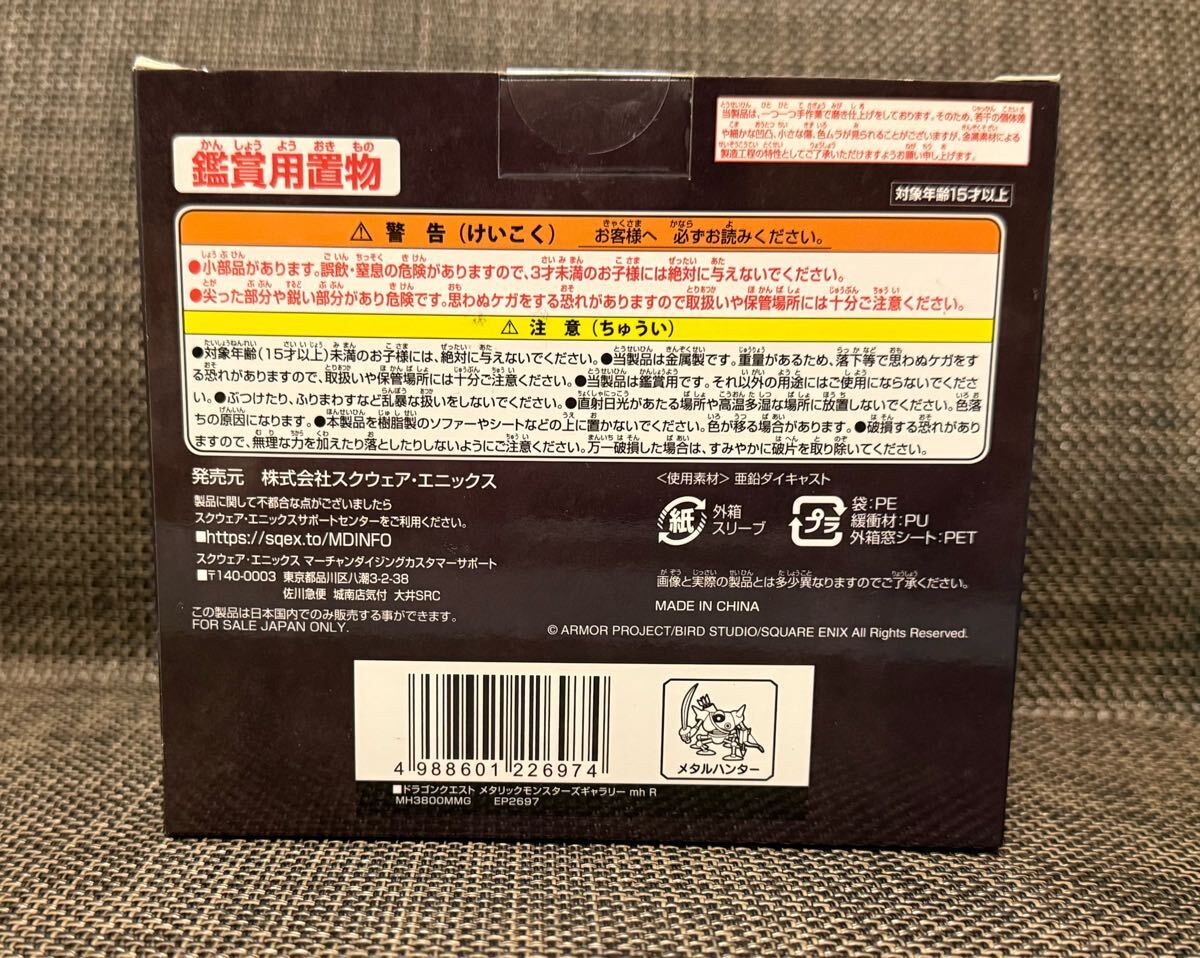 当製品は、一つ一つ手作業で磨き仕上げをしております。そのため、若干の個体差
や細かな凹凸、小さな傷、色ムラが見られることがございますが、金属素材による
製造工程の特性としてご了承いただけますようお願い申し上げます。
かんしょうようおきもの
鑑賞用置物
対象年齢15才以上
⚠ 警 告 (けいこく) お客様へ 必ずお読みください。
●小部品があります。誤飲・窒息の危険がありますので、3才未満のお子様には絶対に与えないでください。
●尖った部分や鋭い部分があり危険です。思わぬケガをする恐れがありますので取扱いや保管場所には十分ご注意ください。
⚠ 注 意 (ちゅうい)
●対象年齢(15才以上)未満のお子様には、絶対に与えないでください。●当製品は金属製です。重量があるため、落下等で思わぬケガをす
る恐れがありますので、取扱いや保管場所には十分ご注意ください。●当製品は鑑賞用です。それ以外の用途にはご使用にならないでくださ
い。●ぶつけたり、ふりまわすなど乱暴な扱いをしないでください。●直射日光があたる場所や高温多湿な場所に放置しないでください。色落
ちの原因になります。●本製品を樹脂製のソファーやシートなどの上に置かないでください。色が移る場合があります。●破損する恐れがあり
ますので、無理な力を加えたり落としたりしないようにご注意ください。万一破損した場合は、すみやかに破片を取り除いてください。
発売元 株式会社スクウェア・エニックス
製品に関して不都合な点がございましたら
スクウェア・エニックスサポートセンターをご利用ください。
■https://sqex.to/MDINFO
スクウェア・エニックス マーチャンダイジングカスタマーサポート
■〒140-0003 東京都品川区八潮3-2-38
佐川急便 城南店気付 大井SRC
この製品は日本国内でのみ販売する事ができます。
FOR SALE JAPAN ONLY.
<使用素材> 亜鉛ダイキャスト
紙 外箱
スリーブ
プラ 袋:PE
緩衝材:PU
外箱窓シート:PET
画像と実際の製品とは多少異なりますのでご了承ください。
MADE IN CHINA
© ARMOR PROJECT/BIRD STUDIO/SQUARE ENIX All Rights Reserved.
4 988601 226974
メタルハンター
■ドラゴンクエスト メタリックモンスターズギャラリー mh R
MH3800MMG EP2697